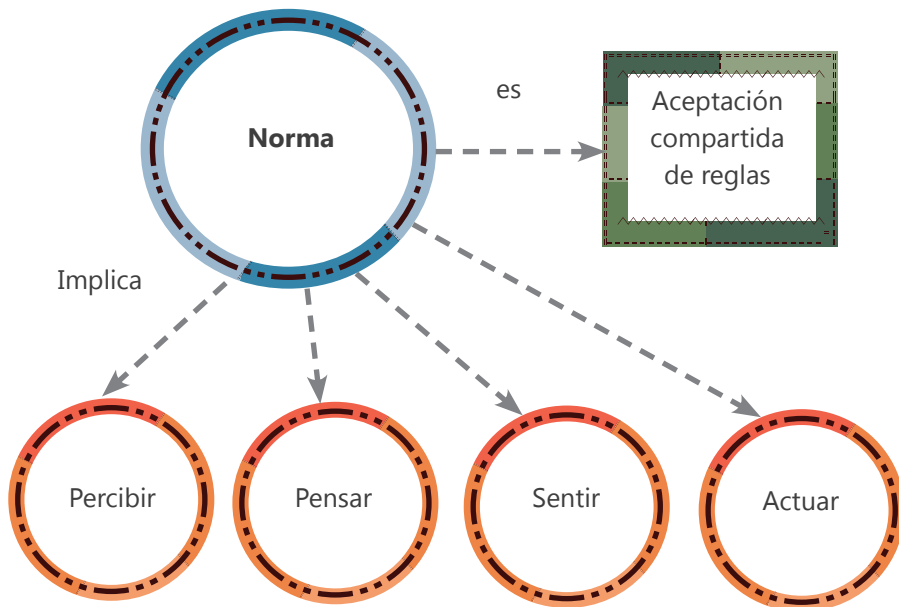 es
Norma
Aceptación
compartida
de reglas
Implica
Percibir
Pensar
Sentir
Actuar